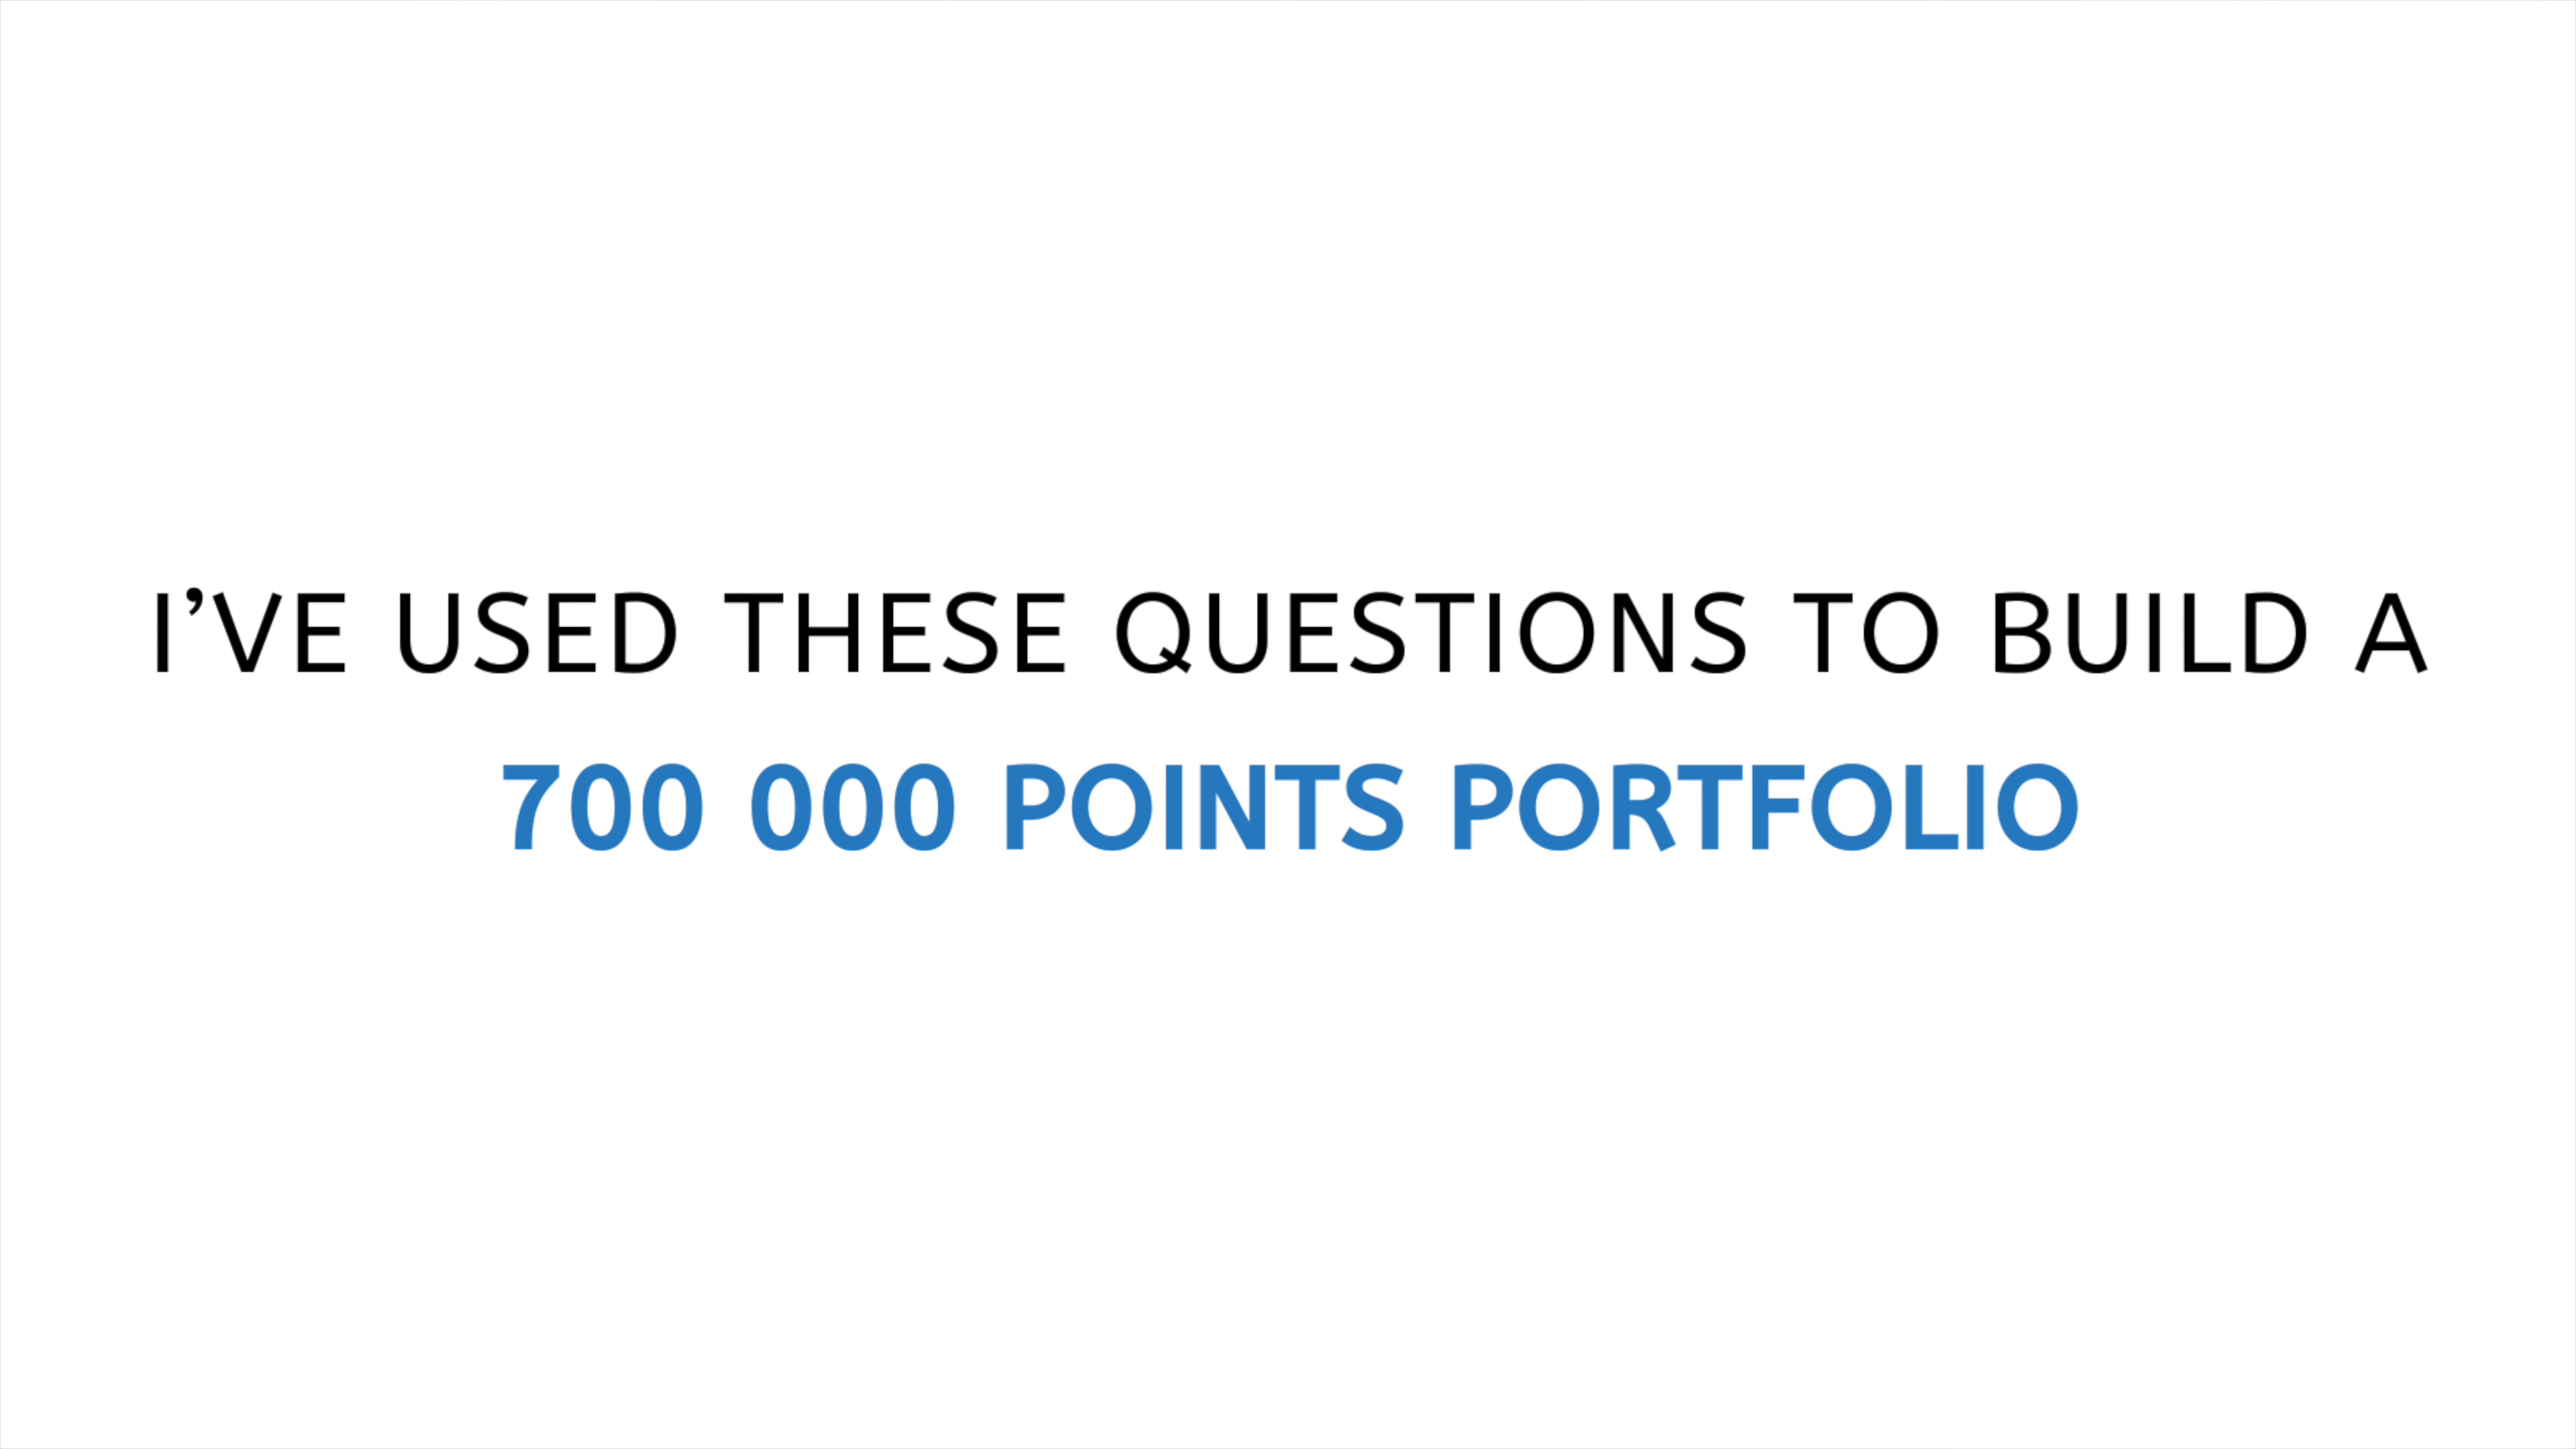 I’VE USED THESE QUESTIONS TO BUILD A
700 000 POINTS PORTFOLIO